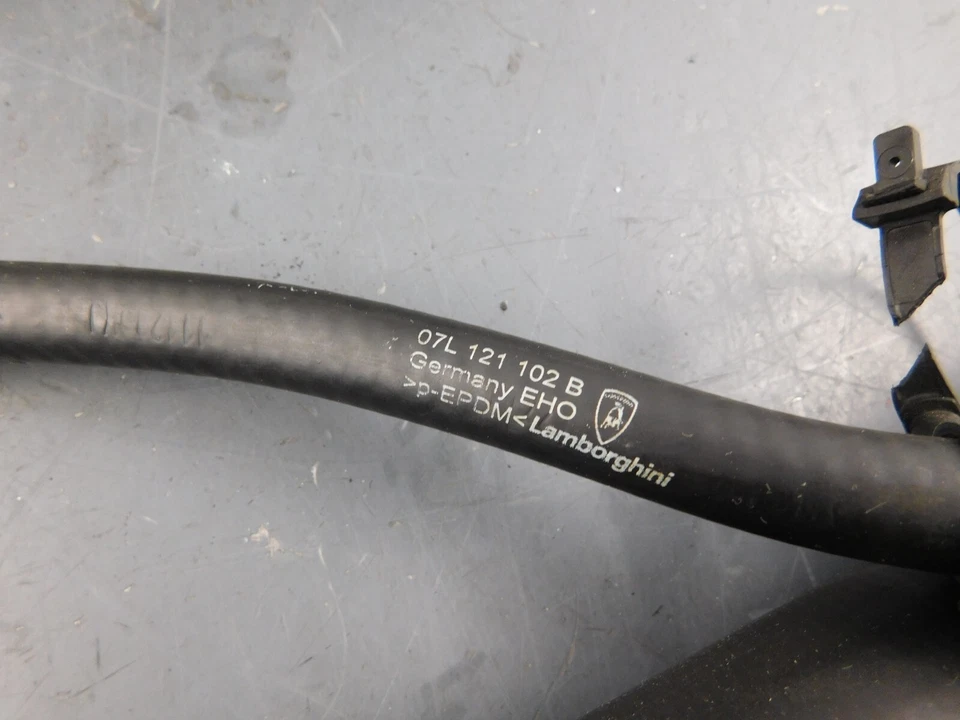 07L 121 102 B
Germany EHO
>p-EPDM< Lamborghini